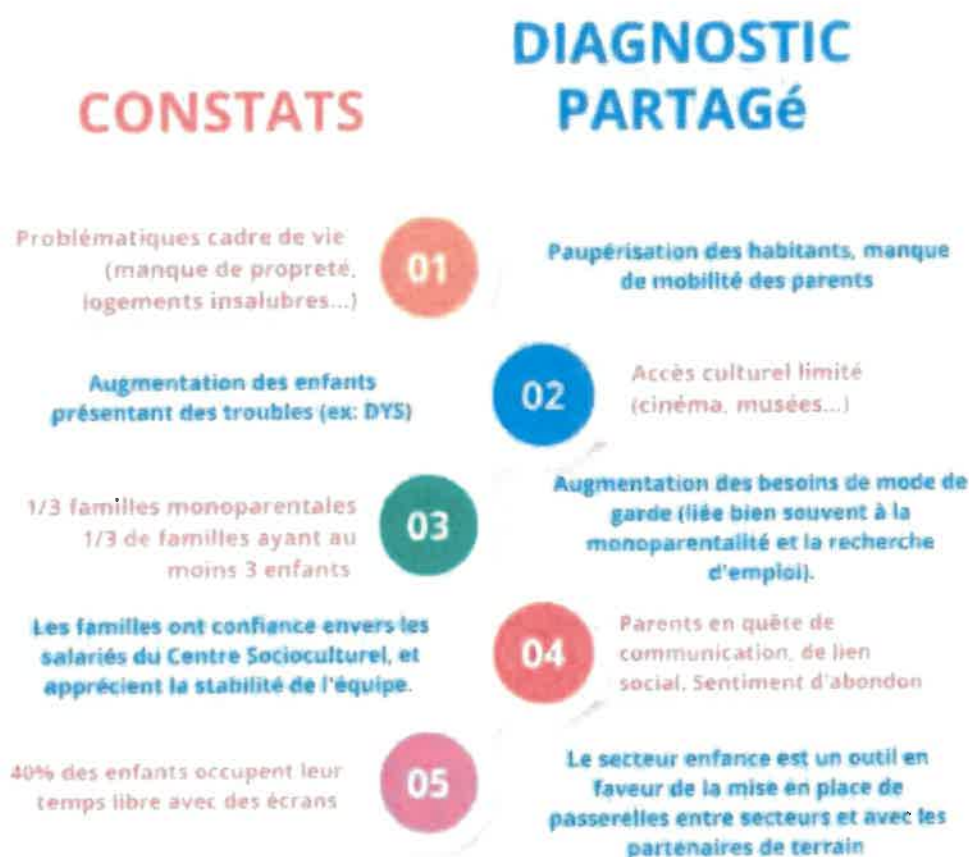 CONSTATS
DIAGNOSTIC
PARTAGé
Problématiques cadre de vie
(manque de propreté,
logements insalubres...)
01
Paupérisation des habitants, manque
de mobilité des parents
Augmentation des enfants
présentant des troubles (ex: DYS)
02
Accès culturel limité
(cinéma, musées...)
1/3 familles monoparentales
1/3 de familles ayant au
moins 3 enfants
03
Augmentation des besoins de mode de
garde (liée bien souvent à la
monoparentalité et la recherche
d'emploi).
Les familles ont confiance envers les
salariés du Centre Socioculturel, et
apprécient la stabilité de l'équipe.
04
Parents en quête de
communication, de lien
social. Sentiment d'abondon
40% des enfants occupent leur
temps libre avec des écrans
05
Le secteur enfance est un outil en
faveur de la mise en place de
passerelles entre secteurs et avec les
partenaires de terrain